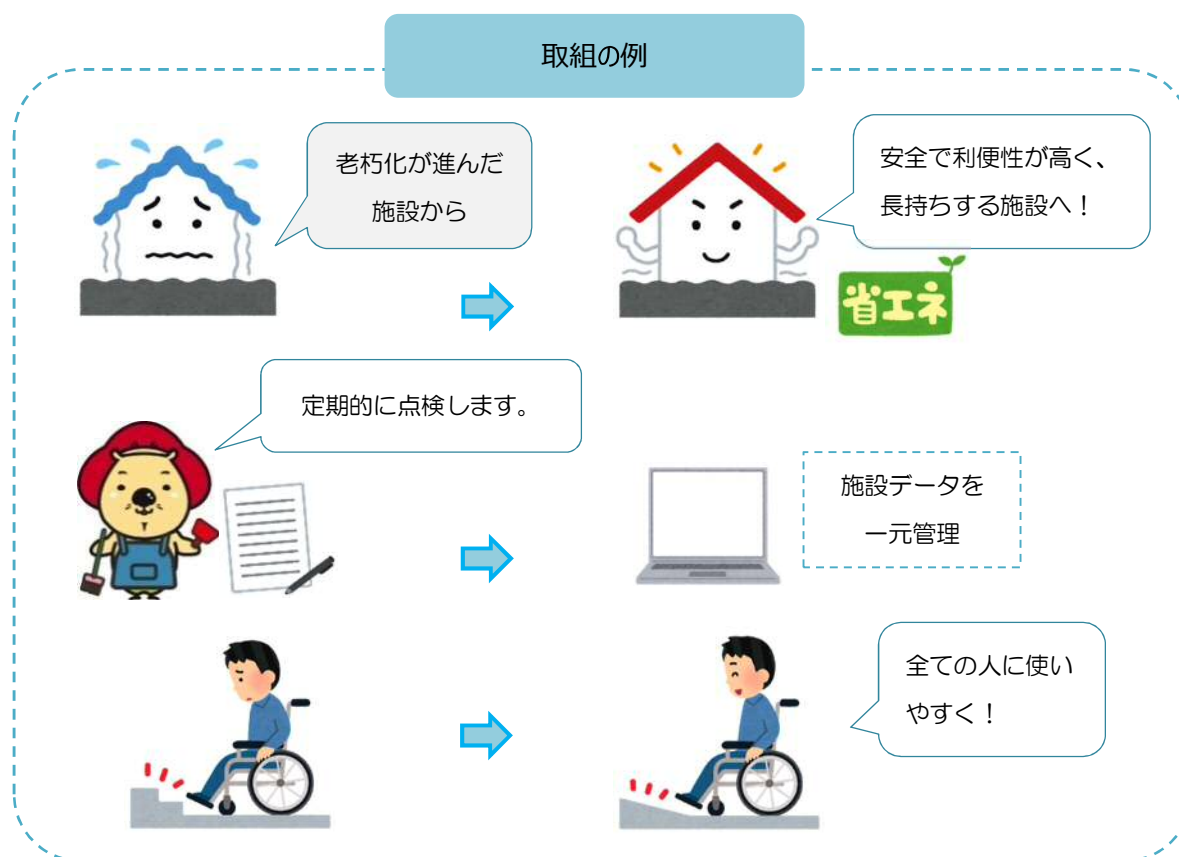 取組の例
老朽化が進んだ
施設から
安全で利便性が高く、
長持ちする施設へ！
省エネ
定期的に点検します。
施設データを
一元管理
全ての人に使い
やすく！